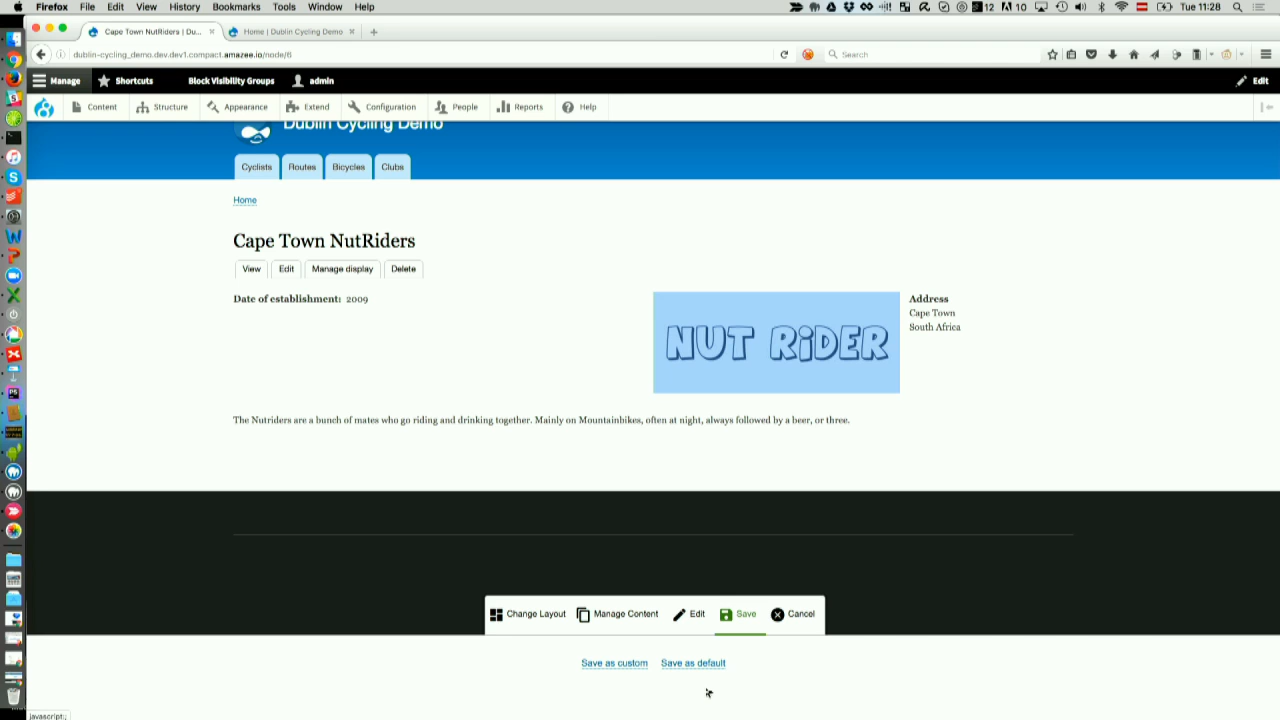 Firefox File Edit View History Bookmarks Tools Window Help 12 10 Tue 11:28
Cape Town NutRiders | Du... × Home | Dublin Cycling Demo × +
dublin-cycling_demo.dev.dev1.compact.amazee.io/node/6 Search
Manage Shortcuts Block Visibility Groups admin Edit
Content Structure Appearance Extend Configuration People Reports Help
Dublin Cycling Demo
Cyclists Routes Bicycles Clubs
Home
Cape Town NutRiders
View Edit Manage display Delete
Date of establishment: 2009
NUT RiDER
Address
Cape Town
South Africa
The Nutriders are a bunch of mates who go riding and drinking together. Mainly on Mountainbikes, often at night, always followed by a beer, or three.
Change Layout Manage Content Edit Save Cancel
Save as custom Save as default
javascript:;